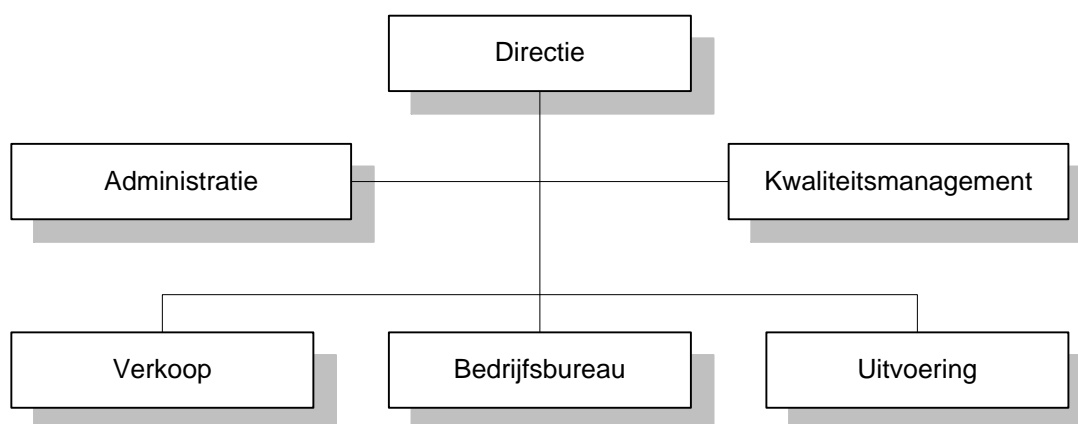 Directie
Administratie
Kwaliteitsmanagement
Verkoop
Bedrijfsbureau
Uitvoering